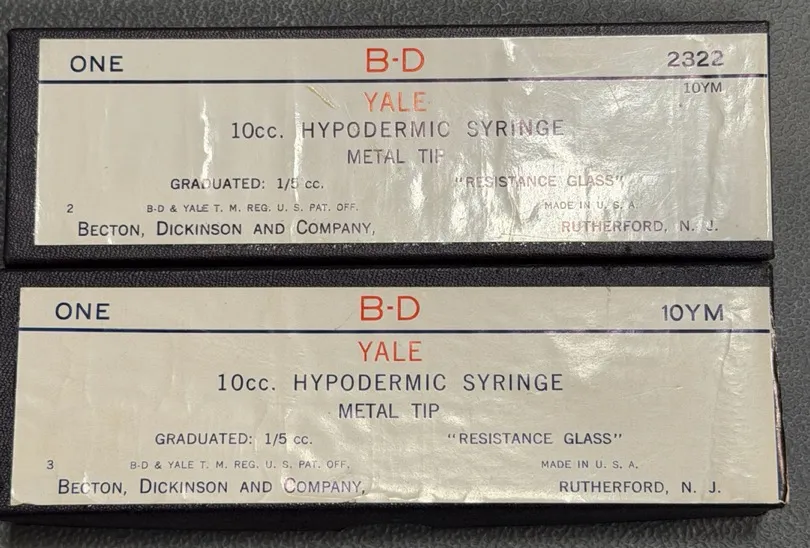 ONE B-D 2322
10YM
YALE
10cc. HYPODERMIC SYRINGE
METAL TIP
GRADUATED: 1/5 cc. "RESISTANCE GLASS"
2 B-D & YALE T. M. REG. U. S. PAT. OFF. MADE IN U. S. A.
BECTON, DICKINSON AND COMPANY, RUTHERFORD, N. J.
ONE B-D 10YM
YALE
10cc. HYPODERMIC SYRINGE
METAL TIP
GRADUATED: 1/5 cc. "RESISTANCE GLASS"
3 B-D & YALE T. M. REG. U. S. PAT. OFF. MADE IN U. S. A.
BECTON, DICKINSON AND COMPANY, RUTHERFORD, N. J.